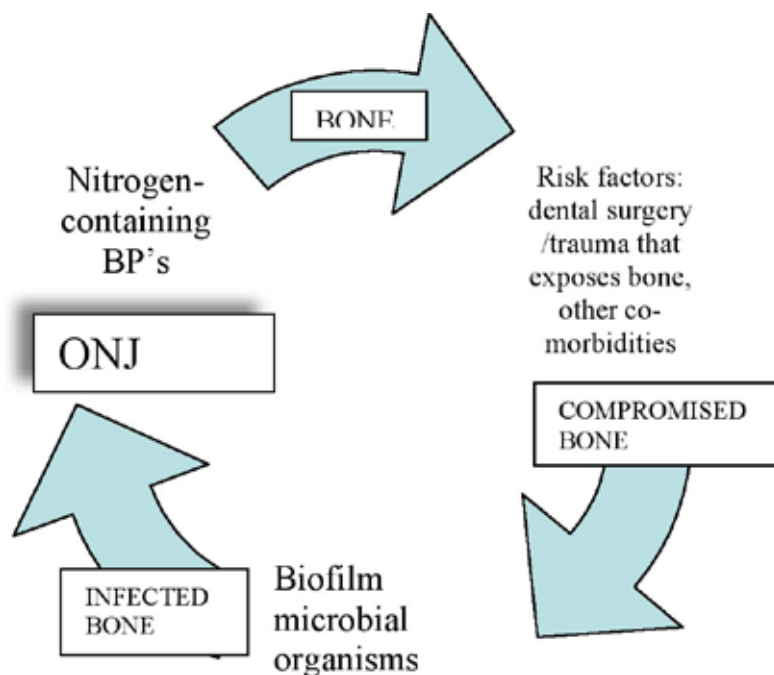 BONE
Nitrogen-
containing
BP's
Risk factors:
dental surgery
/trauma that
exposes bone,
other co-
morbidities
ONJ
COMPROMISED
BONE
INFECTED
BONE
Biofilm
microbial
organisms